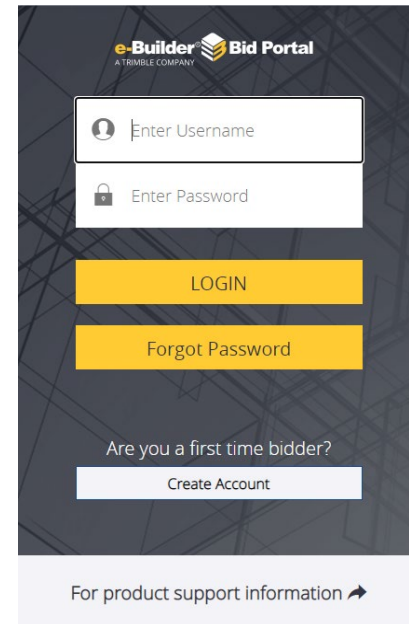 e-Builder® Bid Portal
A TRIMBLE COMPANY
Enter Username
Enter Password
LOGIN
Forgot Password
Are you a first time bidder?
Create Account
For product support information